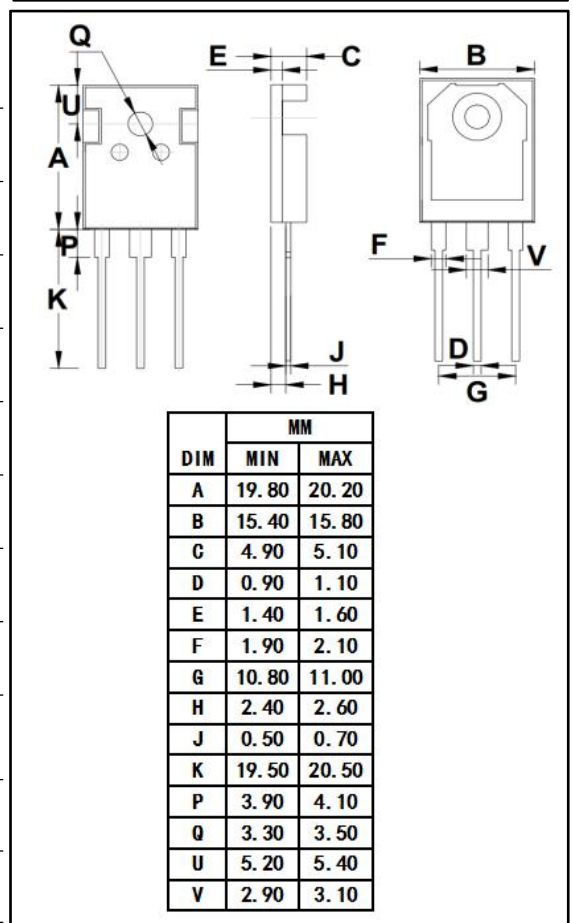 Q
E C B
U
A
P
K
F V
J
H
D
G
MM
DIM MIN MAX
A 19.80 20.20
B 15.40 15.80
C 4.90 5.10
D 0.90 1.10
E 1.40 1.60
F 1.90 2.10
G 10.80 11.00
H 2.40 2.60
J 0.50 0.70
K 19.50 20.50
P 3.90 4.10
Q 3.30 3.50
U 5.20 5.40
V 2.90 3.10